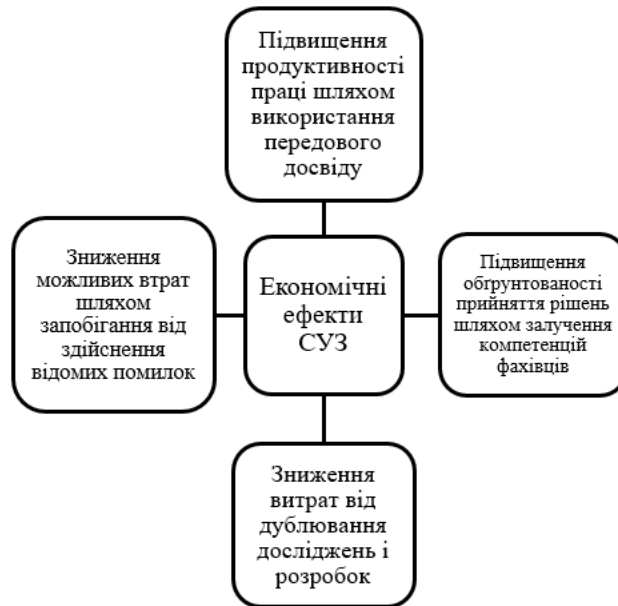 Підвищення
продуктивності
праці шляхом
використання
передового
досвіду
Зниження
можливих втрат
шляхом
запобігання від
здійснення
відомих помилок
Економічні
ефекти
СУЗ
Підвищення
обґрунтованості
прийняття рішень
шляхом залучення
компетенцій
фахівців
Зниження
витрат від
дублювання
досліджень і
розробок